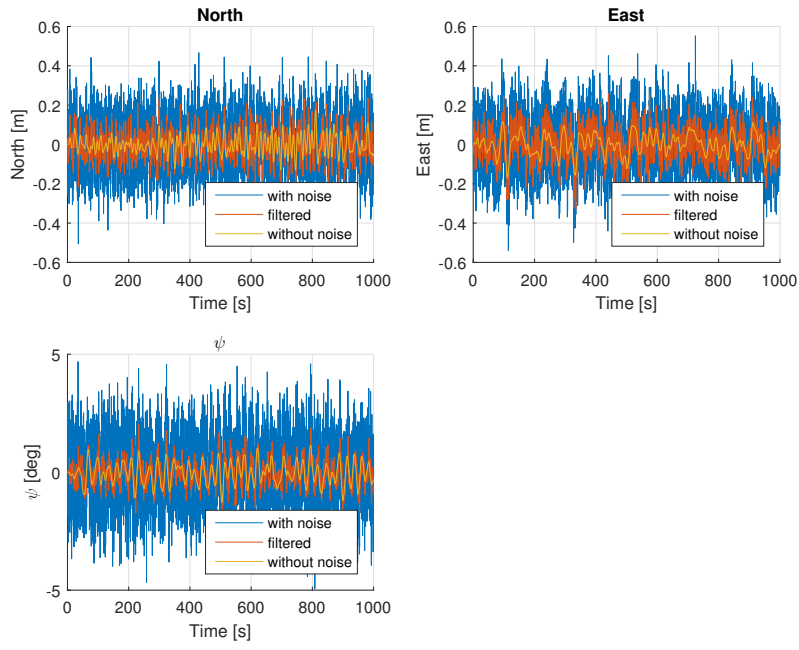 North
0.6
0.4
0.2
0
-0.2
-0.4
-0.6
North [m]
0 200 400 600 800 1000
Time [s]
with noise
filtered
without noise
East
0.6
0.4
0.2
0
-0.2
-0.4
-0.6
East [m]
0 200 400 600 800 1000
Time [s]
with noise
filtered
without noise
ψ
5
0
-5
ψ [deg]
0 200 400 600 800 1000
Time [s]
with noise
filtered
without noise